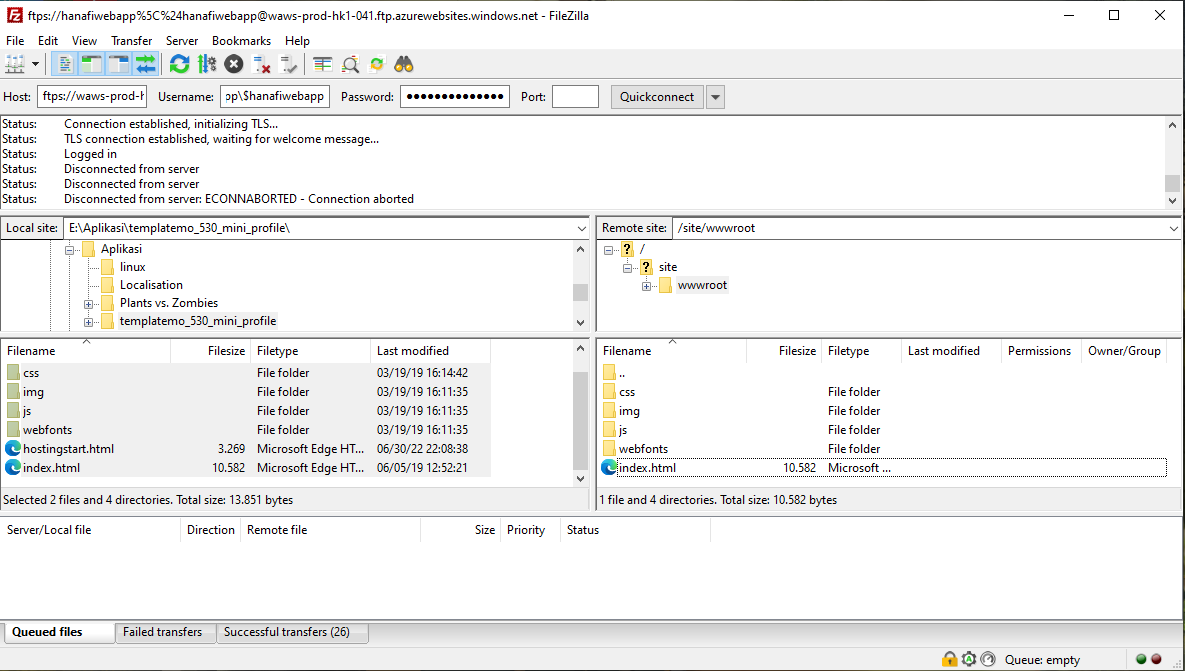 ftps://hanafiwebapp%5C%24hanafiwebapp@waws-prod-hk1-041.ftp.azurewebsites.windows.net - FileZilla
File Edit View Transfer Server Bookmarks Help
Host: ftps://waws-prod-h Username: pp\$hanafiwebapp Password: ●●●●●●●●●●●●●● Port: Quickconnect
Status: Connection established, initializing TLS...
Status: TLS connection established, waiting for welcome message...
Status: Logged in
Status: Disconnected from server
Status: Disconnected from server
Status: Disconnected from server: ECONNABORTED - Connection aborted
Local site: E:\Aplikasi\templatemo_530_mini_profile\
Aplikasi
linux
Localisation
Plants vs. Zombies
templatemo_530_mini_profile
Remote site: /site/wwwroot
/
site
wwwroot
Filename Filesize Filetype Last modified
css File folder 03/19/19 16:14:42
img File folder 03/19/19 16:11:35
js File folder 03/19/19 16:11:35
webfonts File folder 03/19/19 16:11:35
hostingstart.html 3.269 Microsoft Edge HT... 06/30/22 22:08:38
index.html 10.582 Microsoft Edge HT... 06/05/19 12:52:21
Selected 2 files and 4 directories. Total size: 13.851 bytes
Filename Filesize Filetype Last modified Permissions Owner/Group
..
css File folder
img File folder
js File folder
webfonts File folder
index.html 10.582 Microsoft ...
1 file and 4 directories. Total size: 10.582 bytes
Server/Local file Direction Remote file Size Priority Status
Queued files Failed transfers Successful transfers (26)
Queue: empty